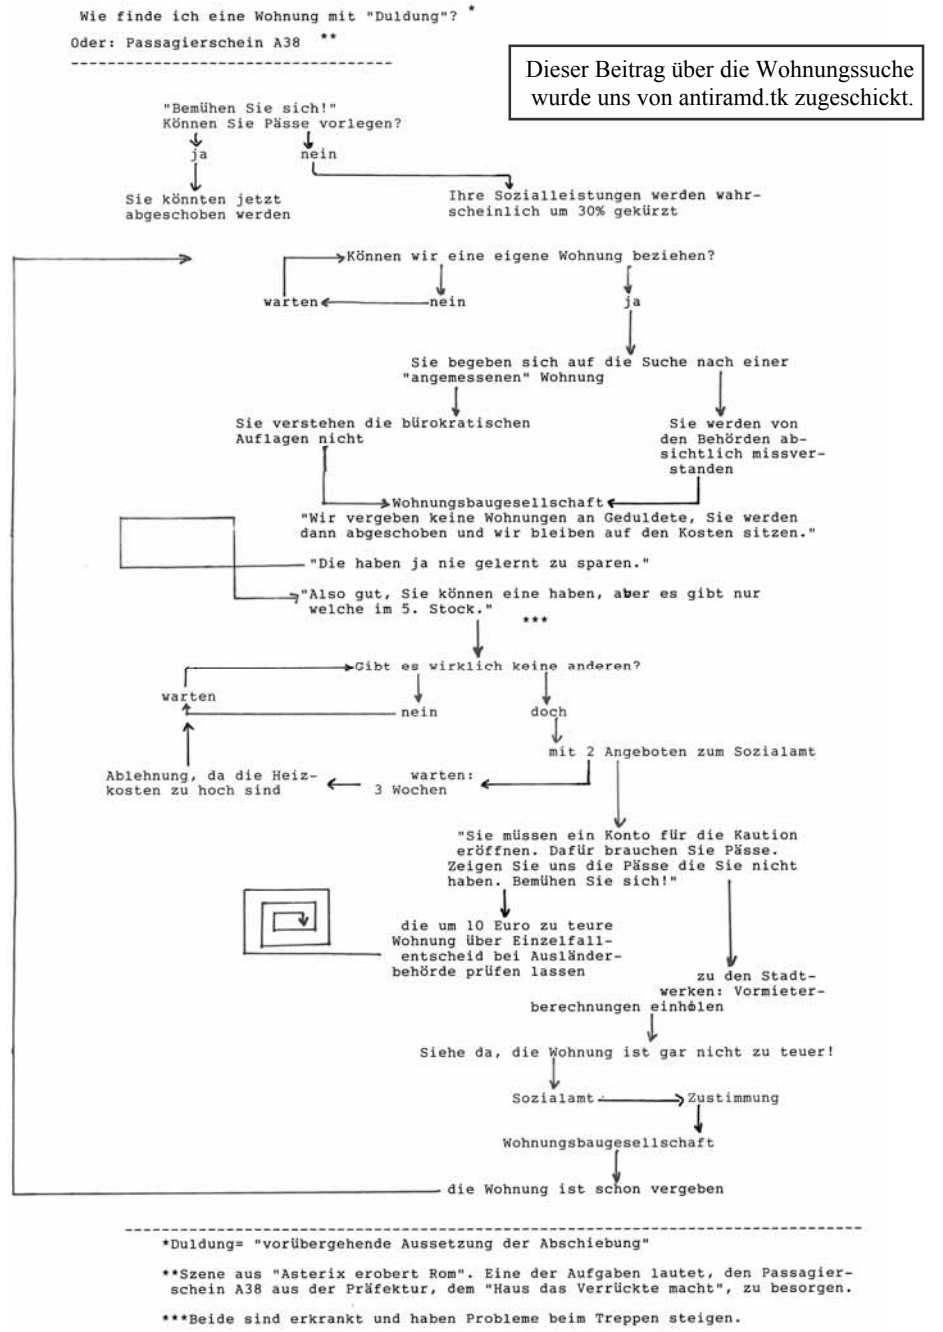 Wie finde ich eine Wohnung mit "Duldung"? *
Oder: Passagierschein A38 **
Dieser Beitrag über die Wohnungssuche
wurde uns von antiramd.tk zugeschickt.
"Bemühen Sie sich!"
Können Sie Pässe vorlegen?
ja
nein
Sie könnten jetzt
abgeschoben werden
Ihre Sozialleistungen werden wahr-
scheinlich um 30% gekürzt
Können wir eine eigene Wohnung beziehen?
warten
nein
ja
Sie begeben sich auf die Suche nach einer
"angemessenen" Wohnung
Sie verstehen die bürokratischen
Auflagen nicht
Sie werden von
den Behörden ab-
sichtlich missver-
standen
Wohnungsbaugesellschaft
"Wir vergeben keine Wohnungen an Geduldete, Sie werden
dann abgeschoben und wir bleiben auf den Kosten sitzen."
"Die haben ja nie gelernt zu sparen."
"Also gut, Sie können eine haben, aber es gibt nur
welche im 5. Stock."
***
Gibt es wirklich keine anderen?
warten
nein
doch
mit 2 Angeboten zum Sozialamt
Ablehnung, da die Heiz-
kosten zu hoch sind
warten:
3 Wochen
"Sie müssen ein Konto für die Kaution
eröffnen. Dafür brauchen Sie Pässe.
Zeigen Sie uns die Pässe die Sie nicht
haben. Bemühen Sie sich!"
die um 10 Euro zu teure
Wohnung über Einzelfall-
entscheid bei Ausländer-
behörde prüfen lassen
zu den Stadt-
werken: Vormieter-
berechnungen einholen
Siehe da, die Wohnung ist gar nicht zu teuer!
Sozialamt
Zustimmung
Wohnungsbaugesellschaft
die Wohnung ist schon vergeben
*Duldung= "vorübergehende Aussetzung der Abschiebung"
**Szene aus "Asterix erobert Rom". Eine der Aufgaben lautet, den Passagier-
schein A38 aus der Präfektur, dem "Haus das Verrückte macht", zu besorgen.
***Beide sind erkrankt und haben Probleme beim Treppen steigen.